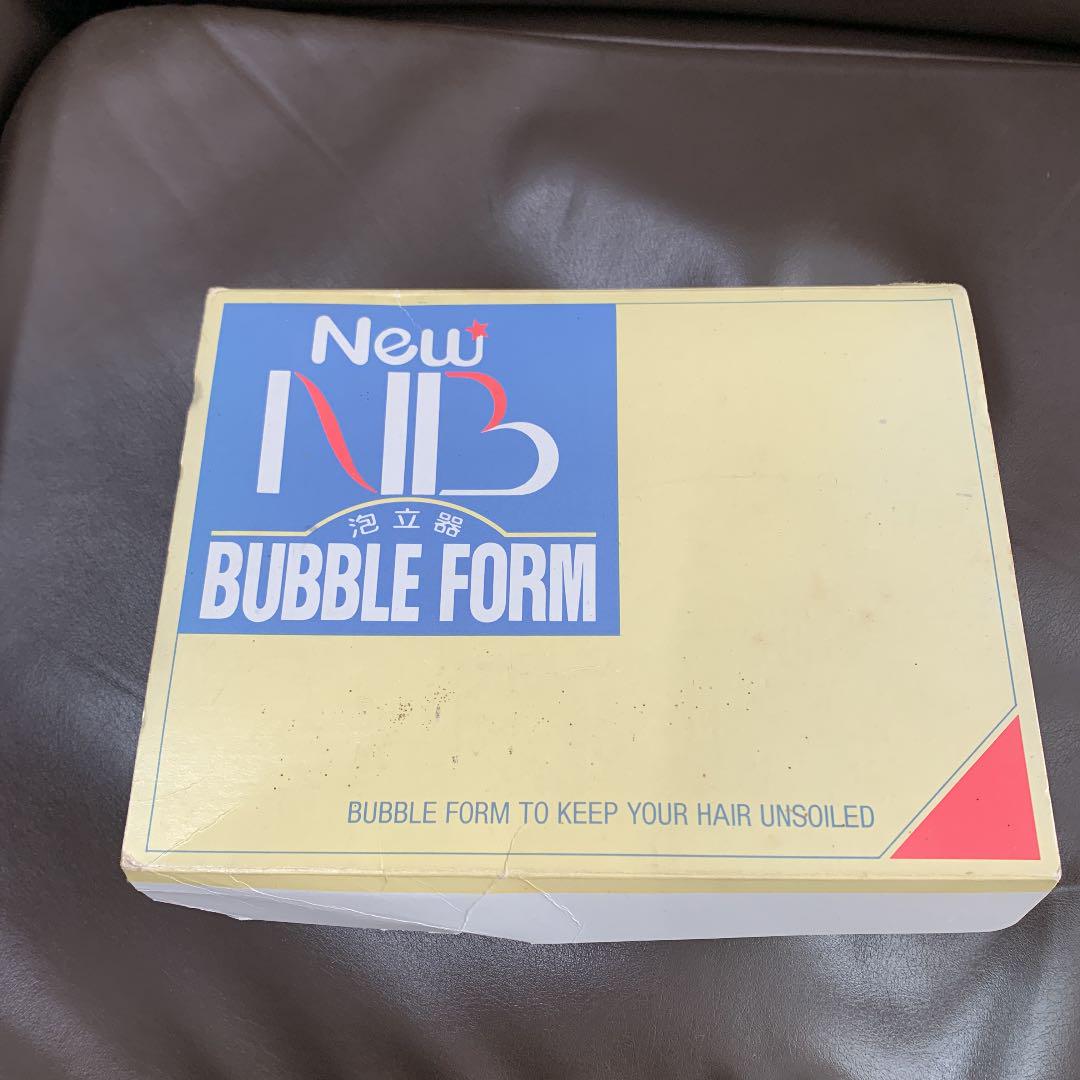 New
NB
泡立器
BUBBLE FORM
BUBBLE FORM TO KEEP YOUR HAIR UNSOILED